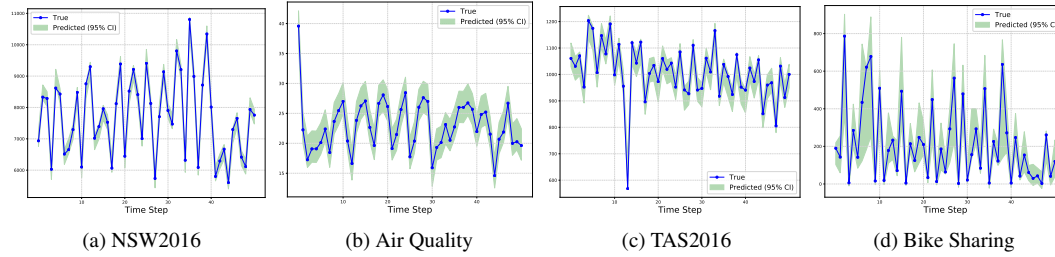 11000
10000
9000
8000
7000
6000
True
Predicted (95% CI)
10 20 30 40
Time Step
(a) NSW2016
40
35
30
25
20
15
True
Predicted (95% CI)
10 20 30 40
Time Step
(b) Air Quality
1200
1100
1000
900
800
700
600
True
Predicted (95% CI)
10 20 30 40
Time Step
(c) TAS2016
800
600
400
200
0
True
Predicted (95% CI)
10 20 30 40
Time Step
(d) Bike Sharing